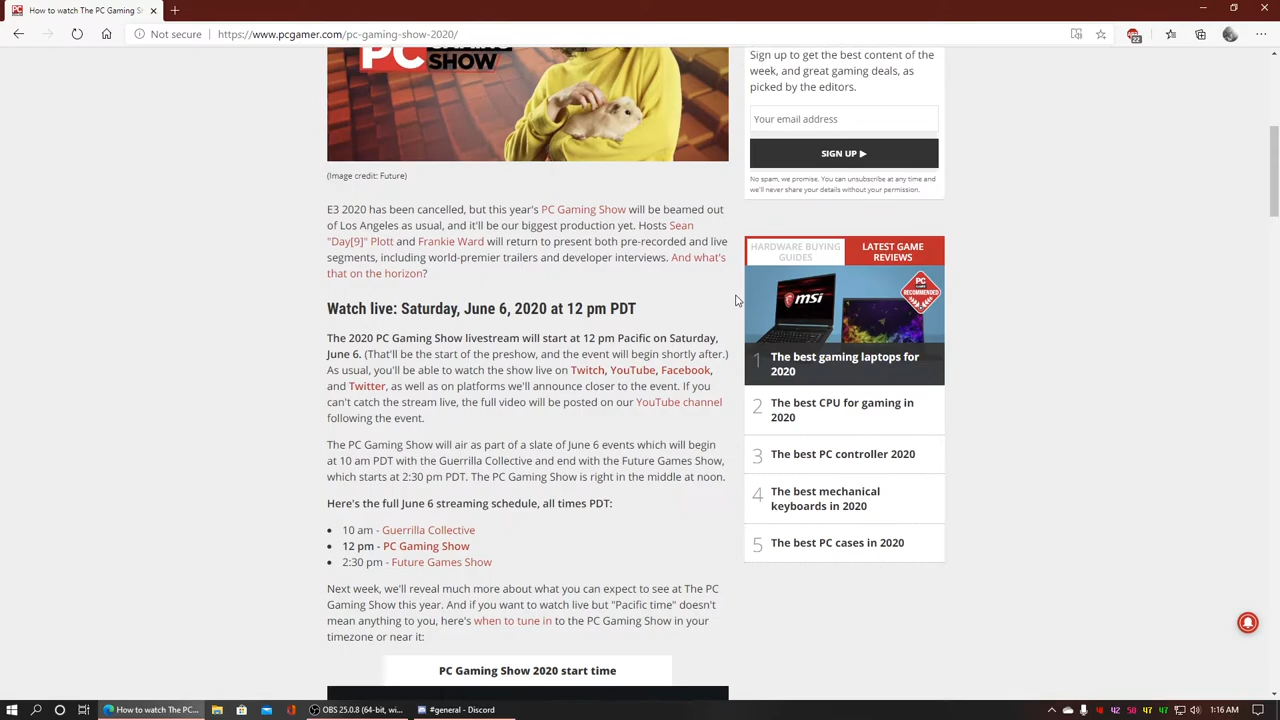 How to watch The PC Gaming Sho
Not secure
https://www.pcgamer.com/pc-gaming-show-2020/
22
PC GAMING
SHOW
(Image credit: Future)
E3 2020 has been cancelled, but this year's PC Gaming Show will be beamed out
of Los Angeles as usual, and it'll be our biggest production yet. Hosts Sean
"Day[9]" Plott and Frankie Ward will return to present both pre-recorded and live
segments, including world-premier trailers and developer interviews. And what's
that on the horizon?
Watch live: Saturday, June 6, 2020 at 12 pm PDT
The 2020 PC Gaming Show livestream will start at 12 pm Pacific on Saturday,
June 6. (That'll be the start of the preshow, and the event will begin shortly after.)
As usual, you'll be able to watch the show live on Twitch, YouTube, Facebook,
and Twitter, as well as on platforms we'll announce closer to the event. If you
can't catch the stream live, the full video will be posted on our YouTube channel
following the event.
The PC Gaming Show will air as part of a slate of June 6 events which will begin
at 10 am PDT with the Guerrilla Collective and end with the Future Games Show,
which starts at 2:30 pm PDT. The PC Gaming Show is right in the middle at noon.
Here's the full June 6 streaming schedule, all times PDT:
10 am - Guerrilla Collective
12 pm - PC Gaming Show
2:30 pm - Future Games Show
Next week, we'll reveal much more about what you can expect to see at The PC
Gaming Show this year. And if you want to watch live but "Pacific time" doesn't
mean anything to you, here's when to tune in to the PC Gaming Show in your
timezone or near it:
PC Gaming Show 2020 start time
Sign up to get the best content of the
week, and great gaming deals, as
picked by the editors.
Your email address
SIGN UP ▶
No spam, we promise. You can unsubscribe at any time and
we'll never share your details without your permission.
HARDWARE BUYING
GUIDES
LATEST GAME
REVIEWS
msi
PC
RECOMMENDED
1 The best gaming laptops for
2020
2 The best CPU for gaming in
2020
3 The best PC controller 2020
4 The best mechanical
keyboards in 2020
5 The best PC cases in 2020
How to watch The PC...
OBS 25.0.8 (64-bit, wi...
#general - Discord
42 58 50 47 67
1:16 AM